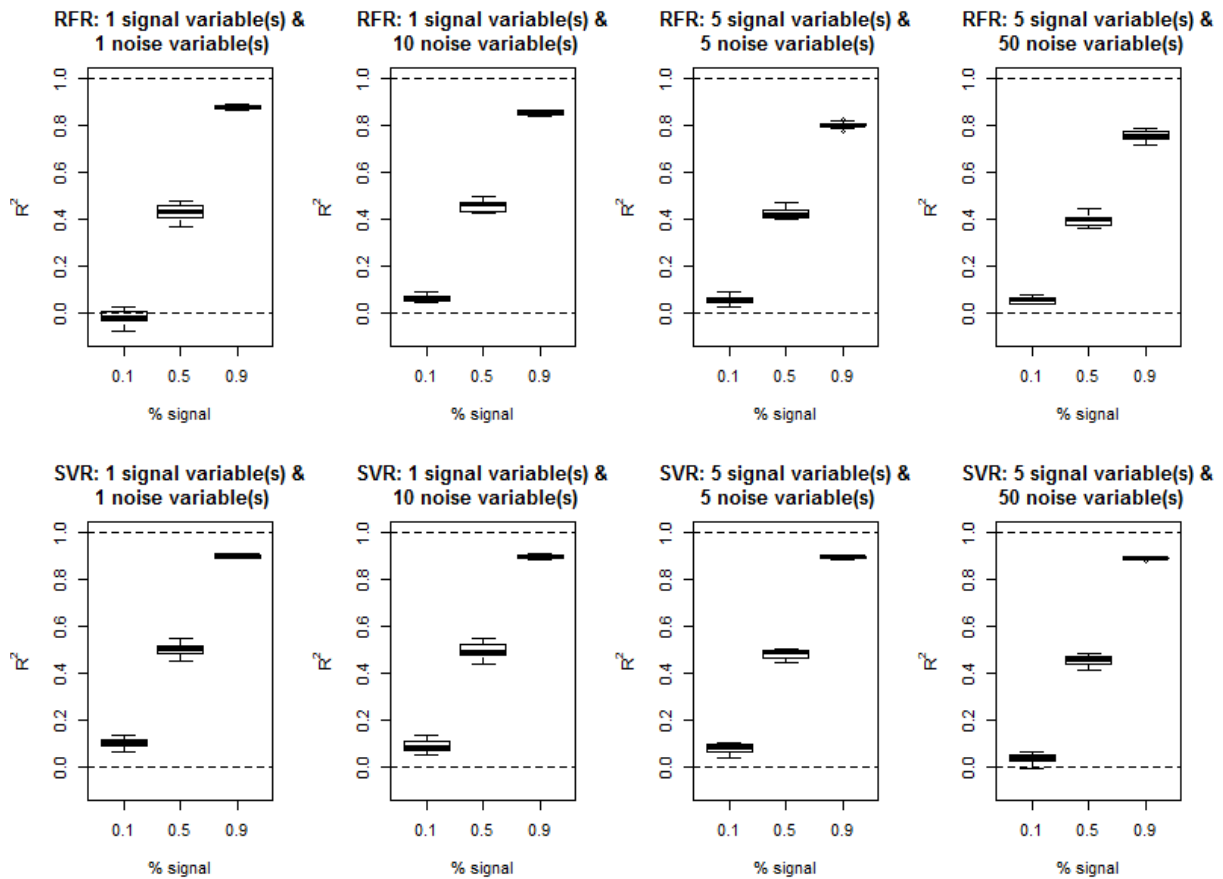 RFR: 1 signal variable(s) &
1 noise variable(s)
1.0
0.8
0.6
0.4
0.2
0.0
R²
0.1 0.5 0.9
% signal
RFR: 1 signal variable(s) &
10 noise variable(s)
1.0
0.8
0.6
0.4
0.2
0.0
R²
0.1 0.5 0.9
% signal
RFR: 5 signal variable(s) &
5 noise variable(s)
1.0
0.8
0.6
0.4
0.2
0.0
R²
0.1 0.5 0.9
% signal
RFR: 5 signal variable(s) &
50 noise variable(s)
1.0
0.8
0.6
0.4
0.2
0.0
R²
0.1 0.5 0.9
% signal
SVR: 1 signal variable(s) &
1 noise variable(s)
1.0
0.8
0.6
0.4
0.2
0.0
R²
0.1 0.5 0.9
% signal
SVR: 1 signal variable(s) &
10 noise variable(s)
1.0
0.8
0.6
0.4
0.2
0.0
R²
0.1 0.5 0.9
% signal
SVR: 5 signal variable(s) &
5 noise variable(s)
1.0
0.8
0.6
0.4
0.2
0.0
R²
0.1 0.5 0.9
% signal
SVR: 5 signal variable(s) &
50 noise variable(s)
1.0
0.8
0.6
0.4
0.2
0.0
R²
0.1 0.5 0.9
% signal